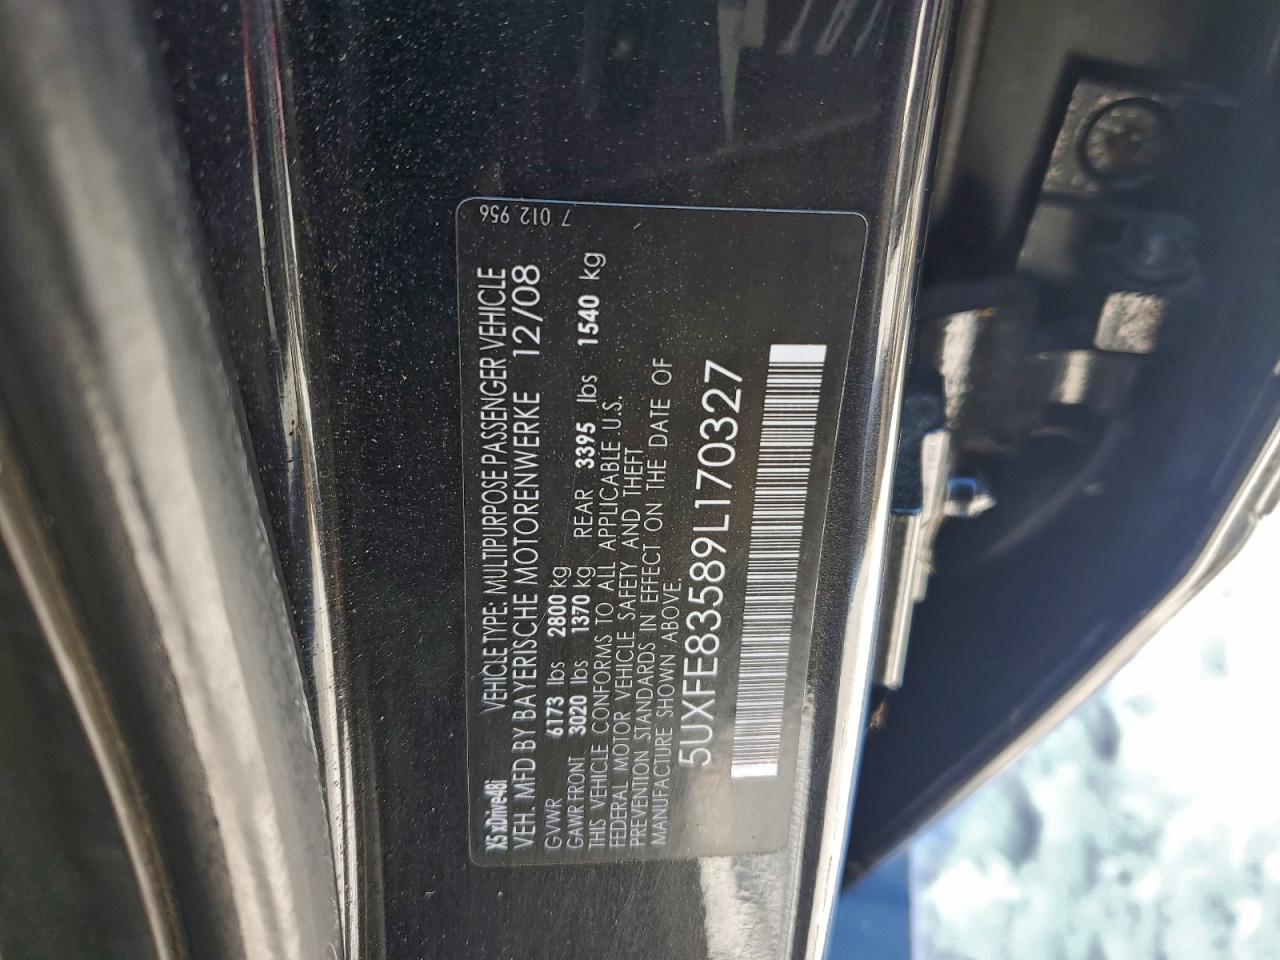 X5 xDrive48i VEHICLE TYPE: MULTIPURPOSE PASSENGER VEHICLE
VEH. MFD BY BAYERISCHE MOTORENWERKE 12/08
GVWR 6173 lbs 2800 kg
GAWR FRONT 3020 lbs 1370 kg REAR 3395 lbs 1540 kg
THIS VEHICLE CONFORMS TO ALL APPLICABLE U.S.
FEDERAL MOTOR VEHICLE SAFETY AND THEFT
PREVENTION STANDARDS IN EFFECT ON THE DATE OF
MANUFACTURE SHOWN ABOVE.
5UXFE83589L170327
7 012 956